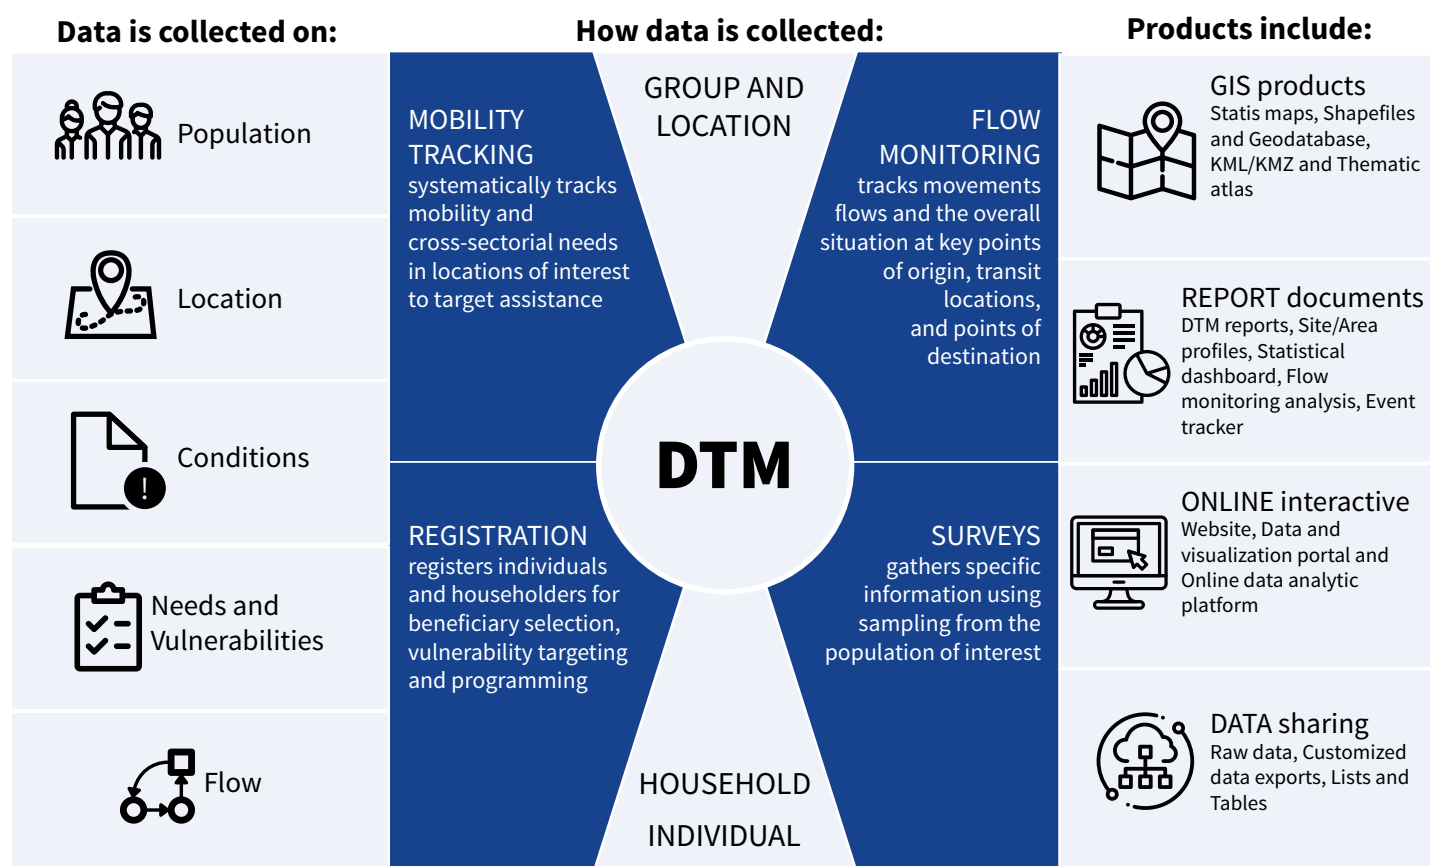 Data is collected on:
Population
Location
Conditions
Needs and
Vulnerabilities
Flow
How data is collected:
GROUP AND
LOCATION
MOBILITY
TRACKING
systematically tracks
mobility and
cross-sectorial needs
in locations of interest
to target assistance
FLOW
MONITORING
tracks movements
flows and the overall
situation at key points
of origin, transit
locations,
and points of
destination
DTM
REGISTRATION
registers individuals
and householders for
beneficiary selection,
vulnerability targeting
and programming
SURVEYS
gathers specific
information using
sampling from the
population of interest
HOUSEHOLD
INDIVIDUAL
Products include:
GIS products
Statis maps, Shapefiles
and Geodatabase,
KML/KMZ and Thematic
atlas
REPORT documents
DTM reports, Site/Area
profiles, Statistical
dashboard, Flow
monitoring analysis, Event
tracker
ONLINE interactive
Website, Data and
visualization portal and
Online data analytic
platform
DATA sharing
Raw data, Customized
data exports, Lists and
Tables